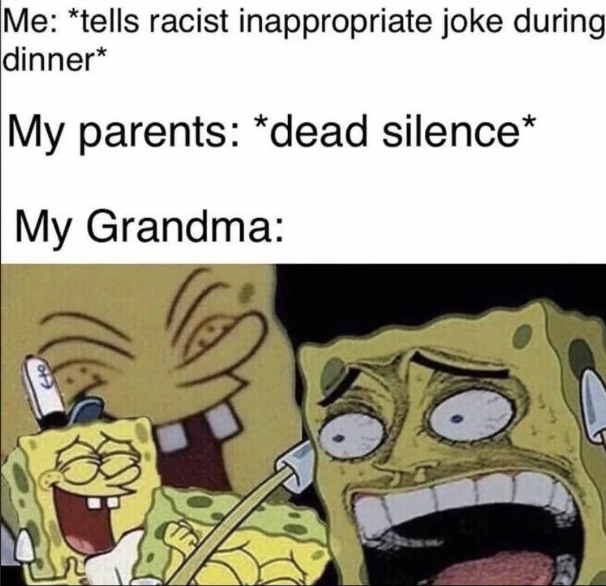 Me: *tells racist inappropriate joke during
dinner*
My parents: *dead silence*
My Grandma: